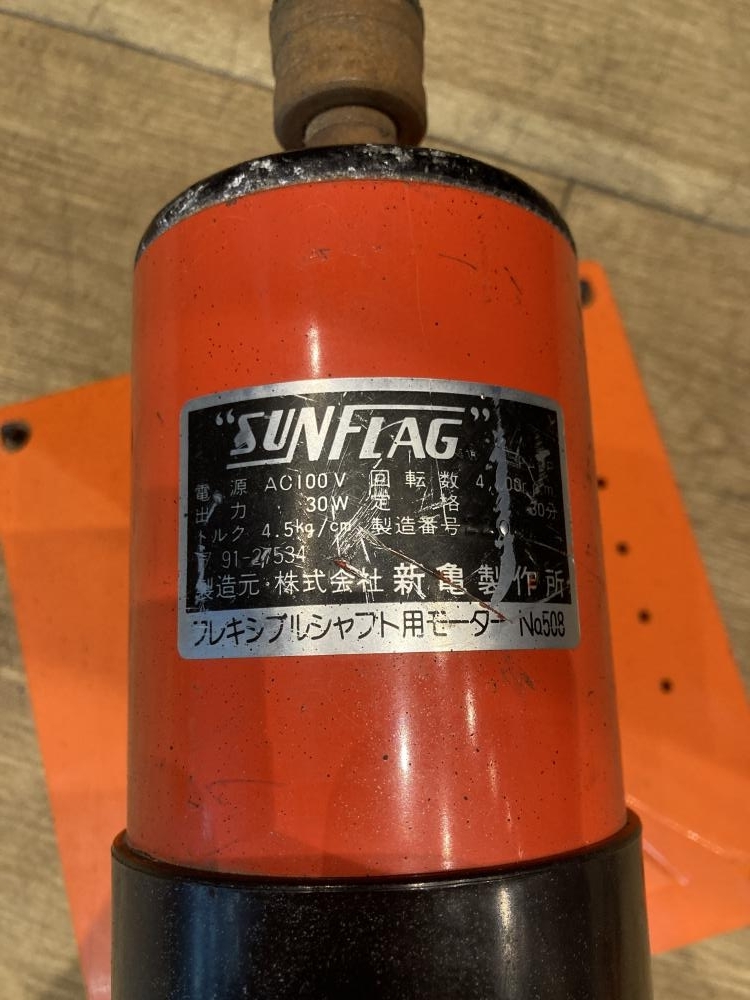 "SUNFLAG"
電源 AC100V 回転数 4,000r.p.m
出力 30W 定格 30分
トルク 4.5kg/cm 製造番号
〒91-27534
製造元・株式会社 新亀製作所
フレキシブルシャフト用モーター No.508